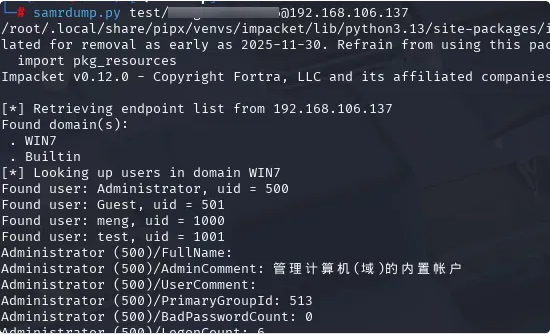 └─# samrdump.py test/@192.168.106.137
/root/.local/share/pipx/venvs/impacket/lib/python3.13/site-packages/i
lated for removal as early as 2025-11-30. Refrain from using this pac
import pkg_resources
Impacket v0.12.0 - Copyright Fortra, LLC and its affiliated companies
[*] Retrieving endpoint list from 192.168.106.137
Found domain(s):
. WIN7
. Builtin
[*] Looking up users in domain WIN7
Found user: Administrator, uid = 500
Found user: Guest, uid = 501
Found user: meng, uid = 1000
Found user: test, uid = 1001
Administrator (500)/FullName:
Administrator (500)/AdminComment: 管理计算机(域)的内置帐户
Administrator (500)/UserComment:
Administrator (500)/PrimaryGroupId: 513
Administrator (500)/BadPasswordCount: 0
Administrator (500)/LogonCount: 6